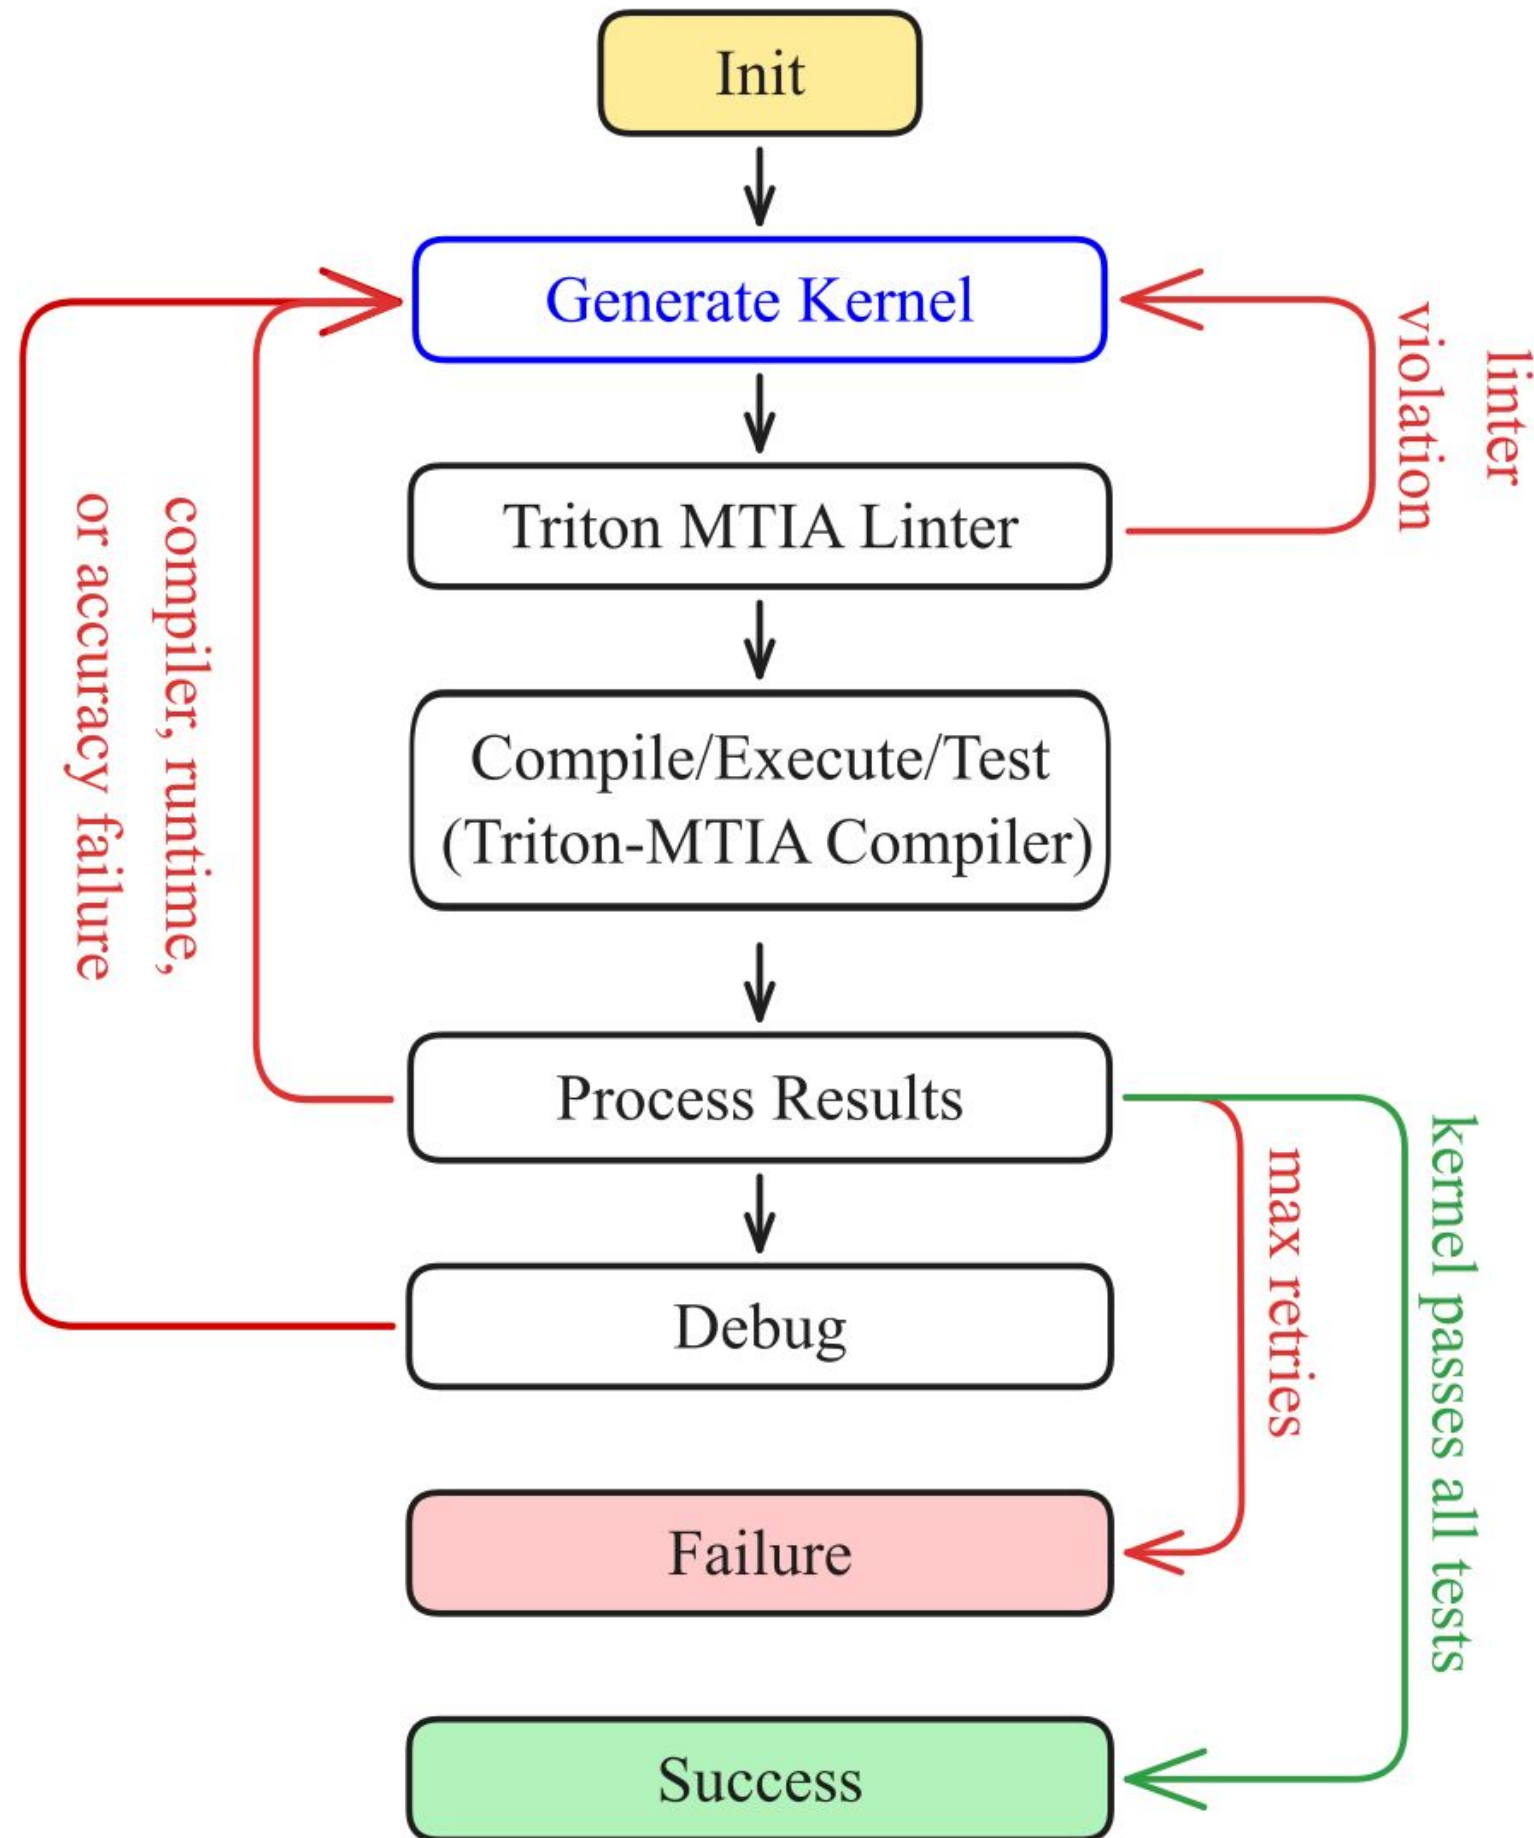 Init
Generate Kernel
linter
violation
Triton MTIA Linter
compiler, runtime,
or accuracy failure
Compile/Execute/Test
(Triton-MTIA Compiler)
Process Results
max retries
kernel passes all tests
Debug
Failure
Success